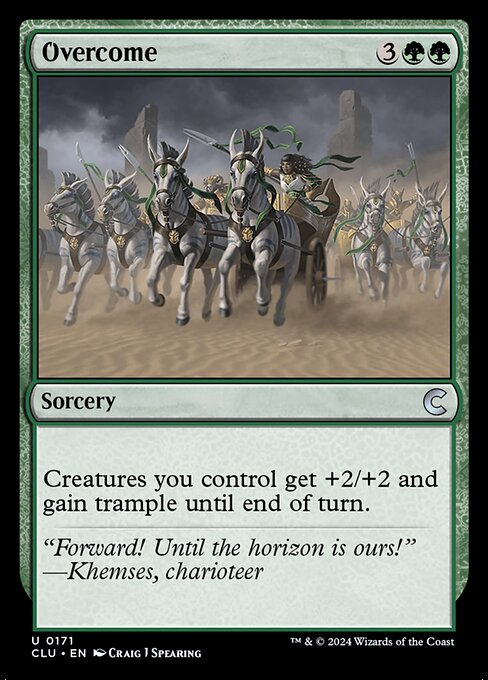 Overcome 3
Sorcery
Creatures you control get +2/+2 and
gain trample until end of turn.
“Forward! Until the horizon is ours!”
—Khemses, charioteer
U 0171
CLU • EN Craig J Spearing
™ & © 2024 Wizards of the Coast